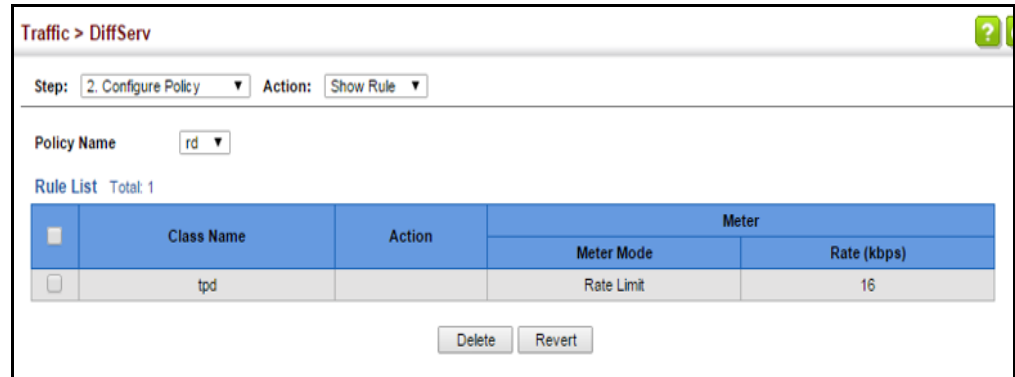 Traffic > DiffServ
?
Step: 2. Configure Policy Action: Show Rule
Policy Name rd
Rule List Total: 1
Class Name Action Meter
Meter Mode Rate (kbps)
tpd Rate Limit 16
Delete Revert